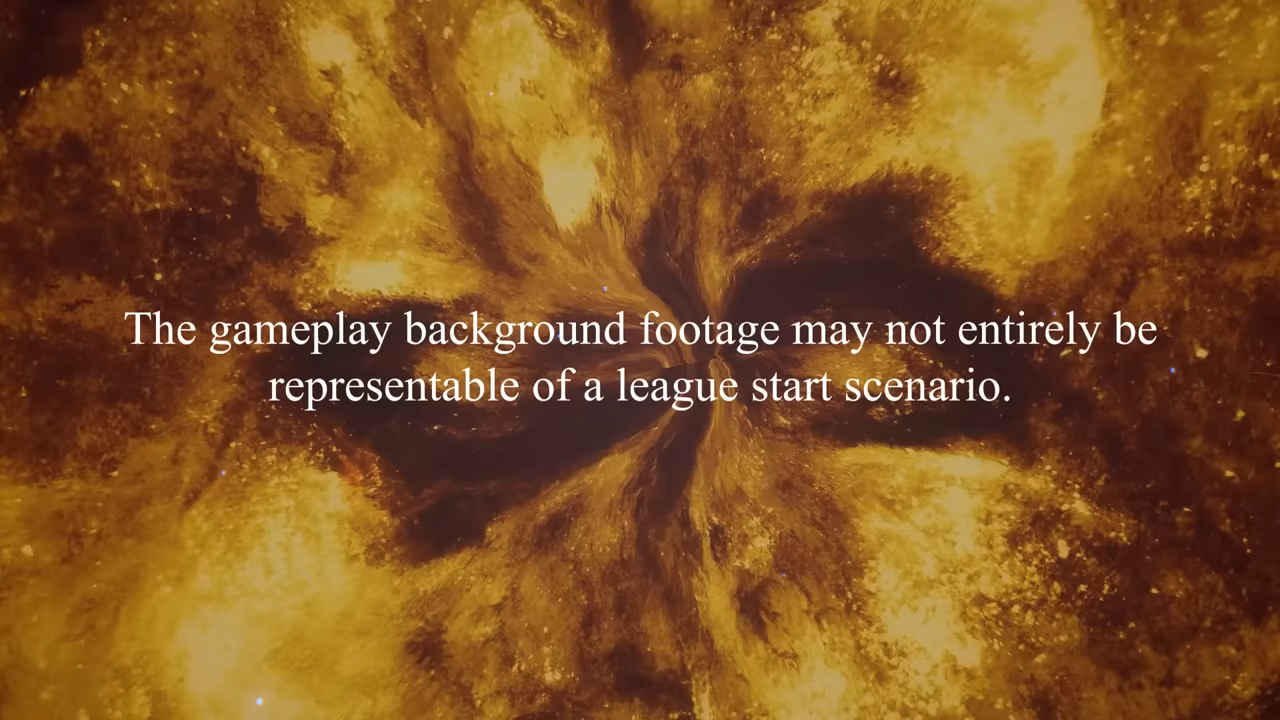 The gameplay background footage may not entirely be
representable of a league start scenario.